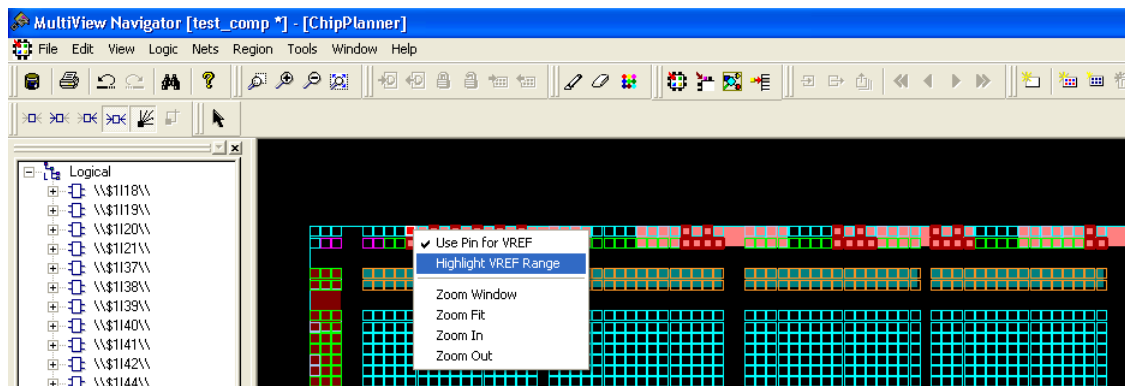 MultiView Navigator [test_comp *] - [ChipPlanner]
File Edit View Logic Nets Region Tools Window Help
Logical
\\$1I18\\
\\$1I19\\
\\$1I20\\
\\$1I21\\
\\$1I37\\
\\$1I38\\
\\$1I39\\
\\$1I40\\
\\$1I41\\
\\$1I42\\
\\$1I44\\
Use Pin for VREF
Highlight VREF Range
Zoom Window
Zoom Fit
Zoom In
Zoom Out